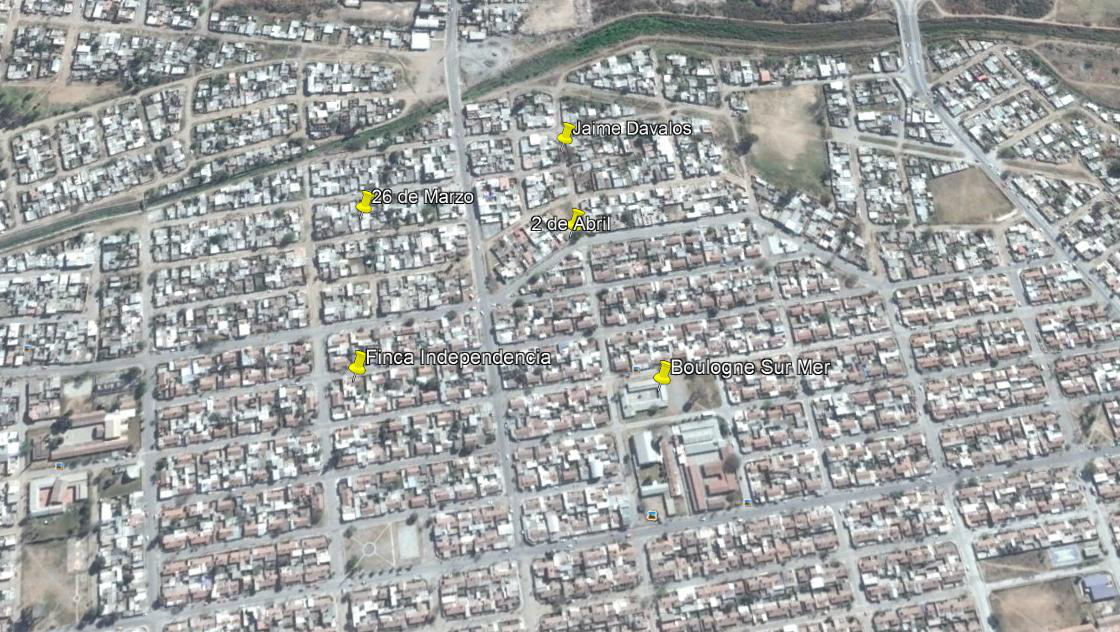 Jaime Davalos
26 de Marzo
2 de Abril
Finca Independencia
Boulogne Sur Mer